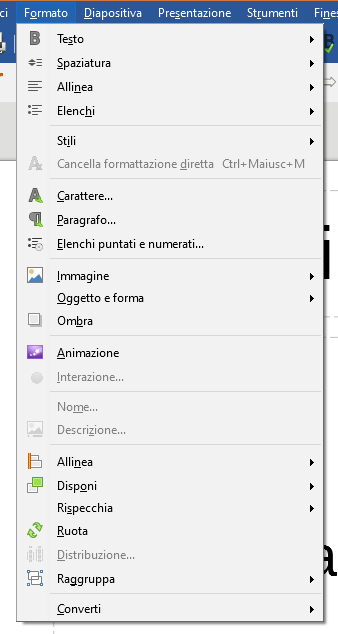 ci Formato Diapositiva Presentazione Strumenti Fines
Testo
Spaziatura
Allinea
Elenchi
Stili
Cancella formattazione diretta Ctrl+Maiusc+M
Carattere...
Paragrafo...
Elenchi puntati e numerati...
Immagine
Oggetto e forma
Ombra
Animazione
Interazione...
Nome...
Descrizione...
Allinea
Disponi
Rispecchia
Ruota
Distribuzione...
Raggruppa
Converti